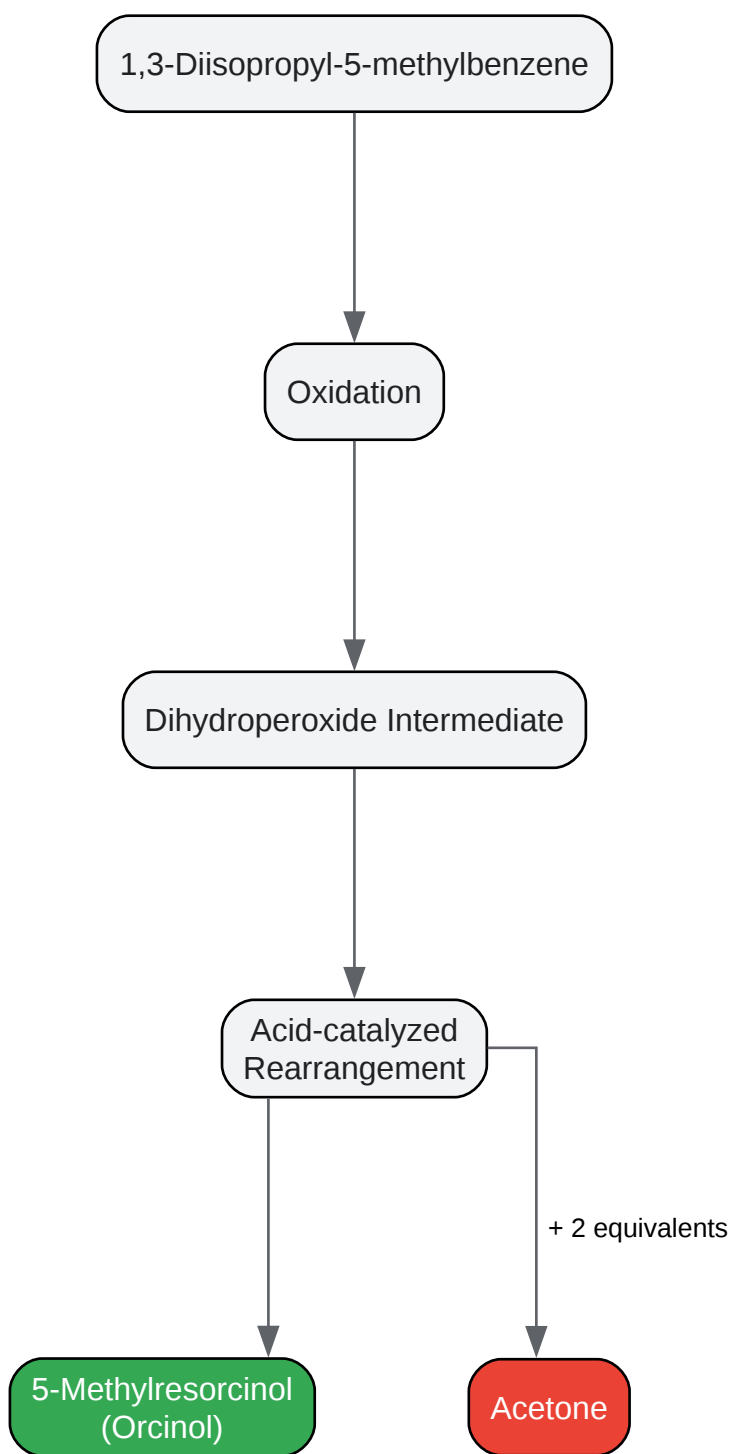 1,3-Diisopropyl-5-methylbenzene
Oxidation
Dihydroperoxide Intermediate
Acid-catalyzed
Rearrangement
+ 2 equivalents
5-Methylresorcinol
(Orcinol)
Acetone